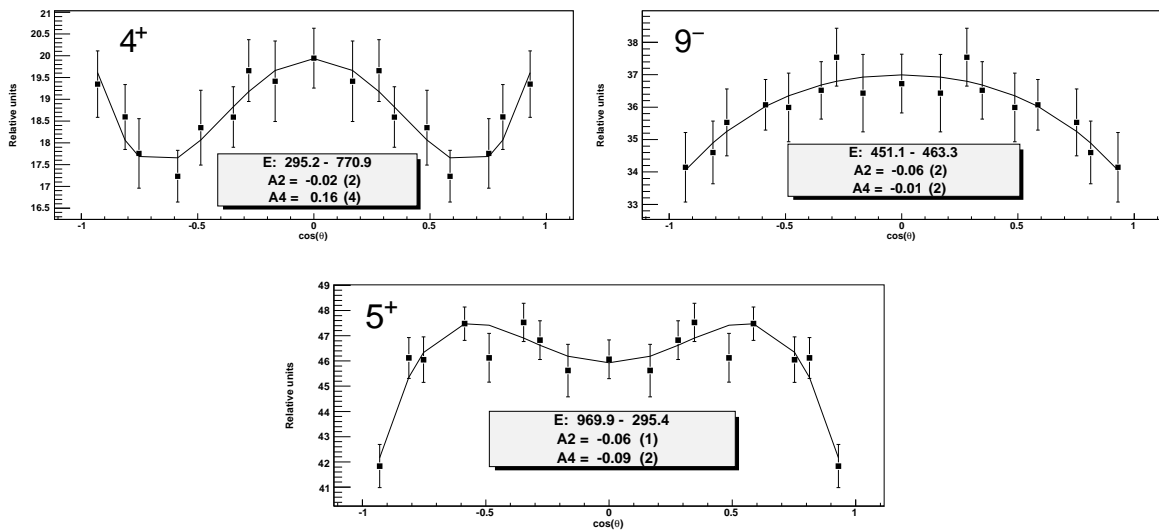 4+
Relative units
21
20.5
20
19.5
19
18.5
18
17.5
17
16.5
E: 295.2 - 770.9
A2 = -0.02 (2)
A4 = 0.16 (4)
-1 -0.5 0 0.5 1
cos(θ)
9−
Relative units
38
37
36
35
34
33
E: 451.1 - 463.3
A2 = -0.06 (2)
A4 = -0.01 (2)
-1 -0.5 0 0.5 1
cos(θ)
5+
Relative units
49
48
47
46
45
44
43
42
41
E: 969.9 - 295.4
A2 = -0.06 (1)
A4 = -0.09 (2)
-1 -0.5 0 0.5 1
cos(θ)